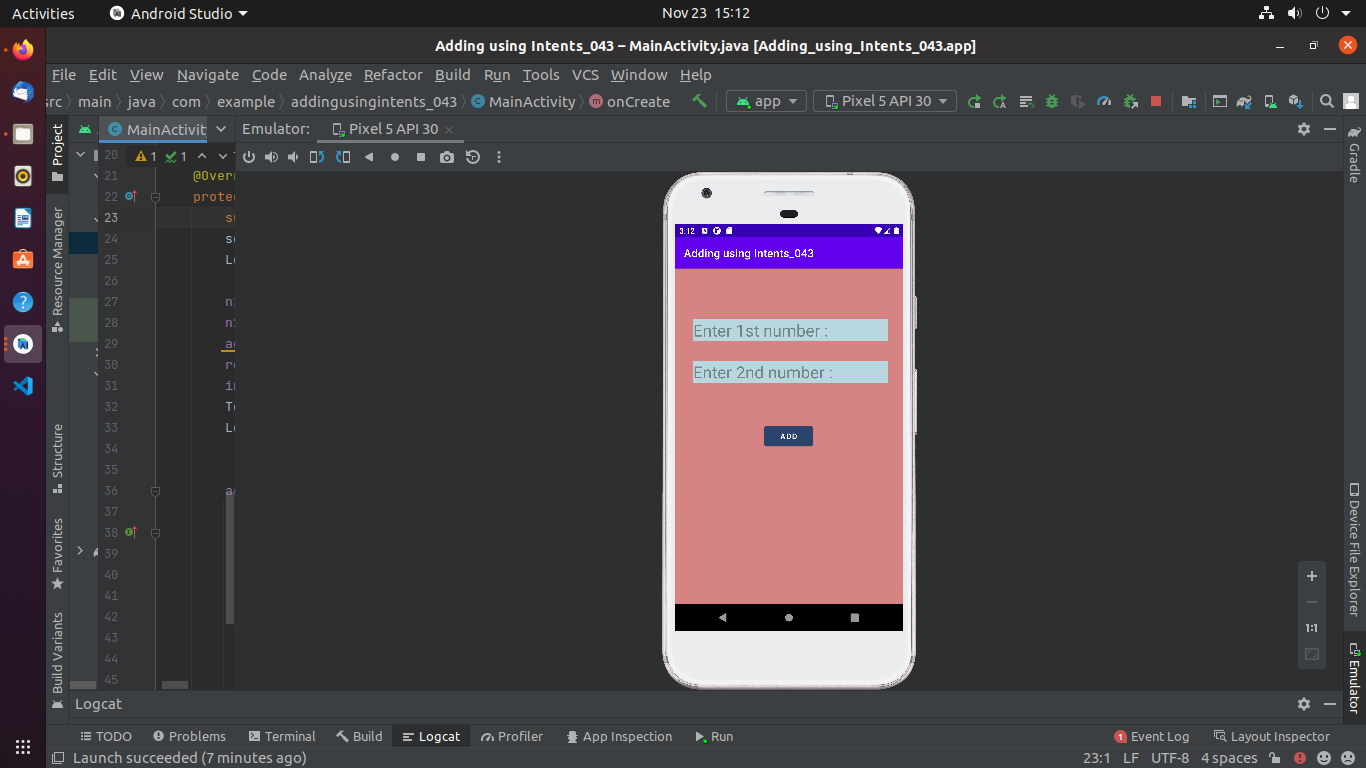 Activities
Android Studio
Nov 23 15:12
Adding using Intents_043 – MainActivity.java [Adding_using_Intents_043.app]
File Edit View Navigate Code Analyze Refactor Build Run Tools VCS Window Help
src main java com example addingusingintents_043 MainActivity onCreate
app
Pixel 5 API 30
Project
MainActivit
Emulator: Pixel 5 API 30
Gradle
20
1 1
21 @Overr
22 prote
23 su
24 se
25 Lo
26
27
28
29
30 re
31 in
32 To
33 Lo
34
35
36
37
38
39
40
41
42
43
44
45
3:12
Adding using Intents_043
Enter 1st number :
Enter 2nd number :
ADD
Resource Manager
Structure
Favorites
Build Variants
Device File Explorer
Emulator
1:1
Logcat
TODO Problems Terminal Build Logcat Profiler App Inspection Run
1 Event Log Layout Inspector
Launch succeeded (7 minutes ago)
23:1 LF UTF-8 4 spaces